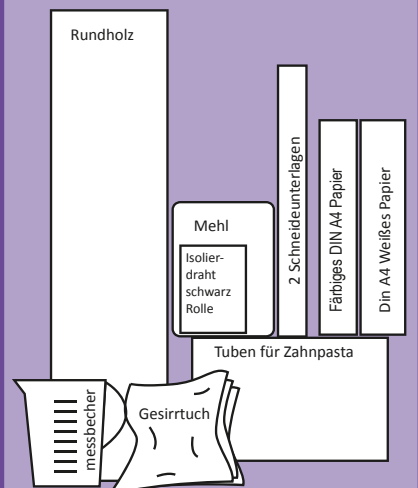 Rundholz
Mehl
Isolier-
draht
schwarz
Rolle
2 Schneideunterlagen
Färbiges DIN A4 Papier
Din A4 Weißes Papier
Tuben für Zahnpasta
messbecher
Gesirrtuch